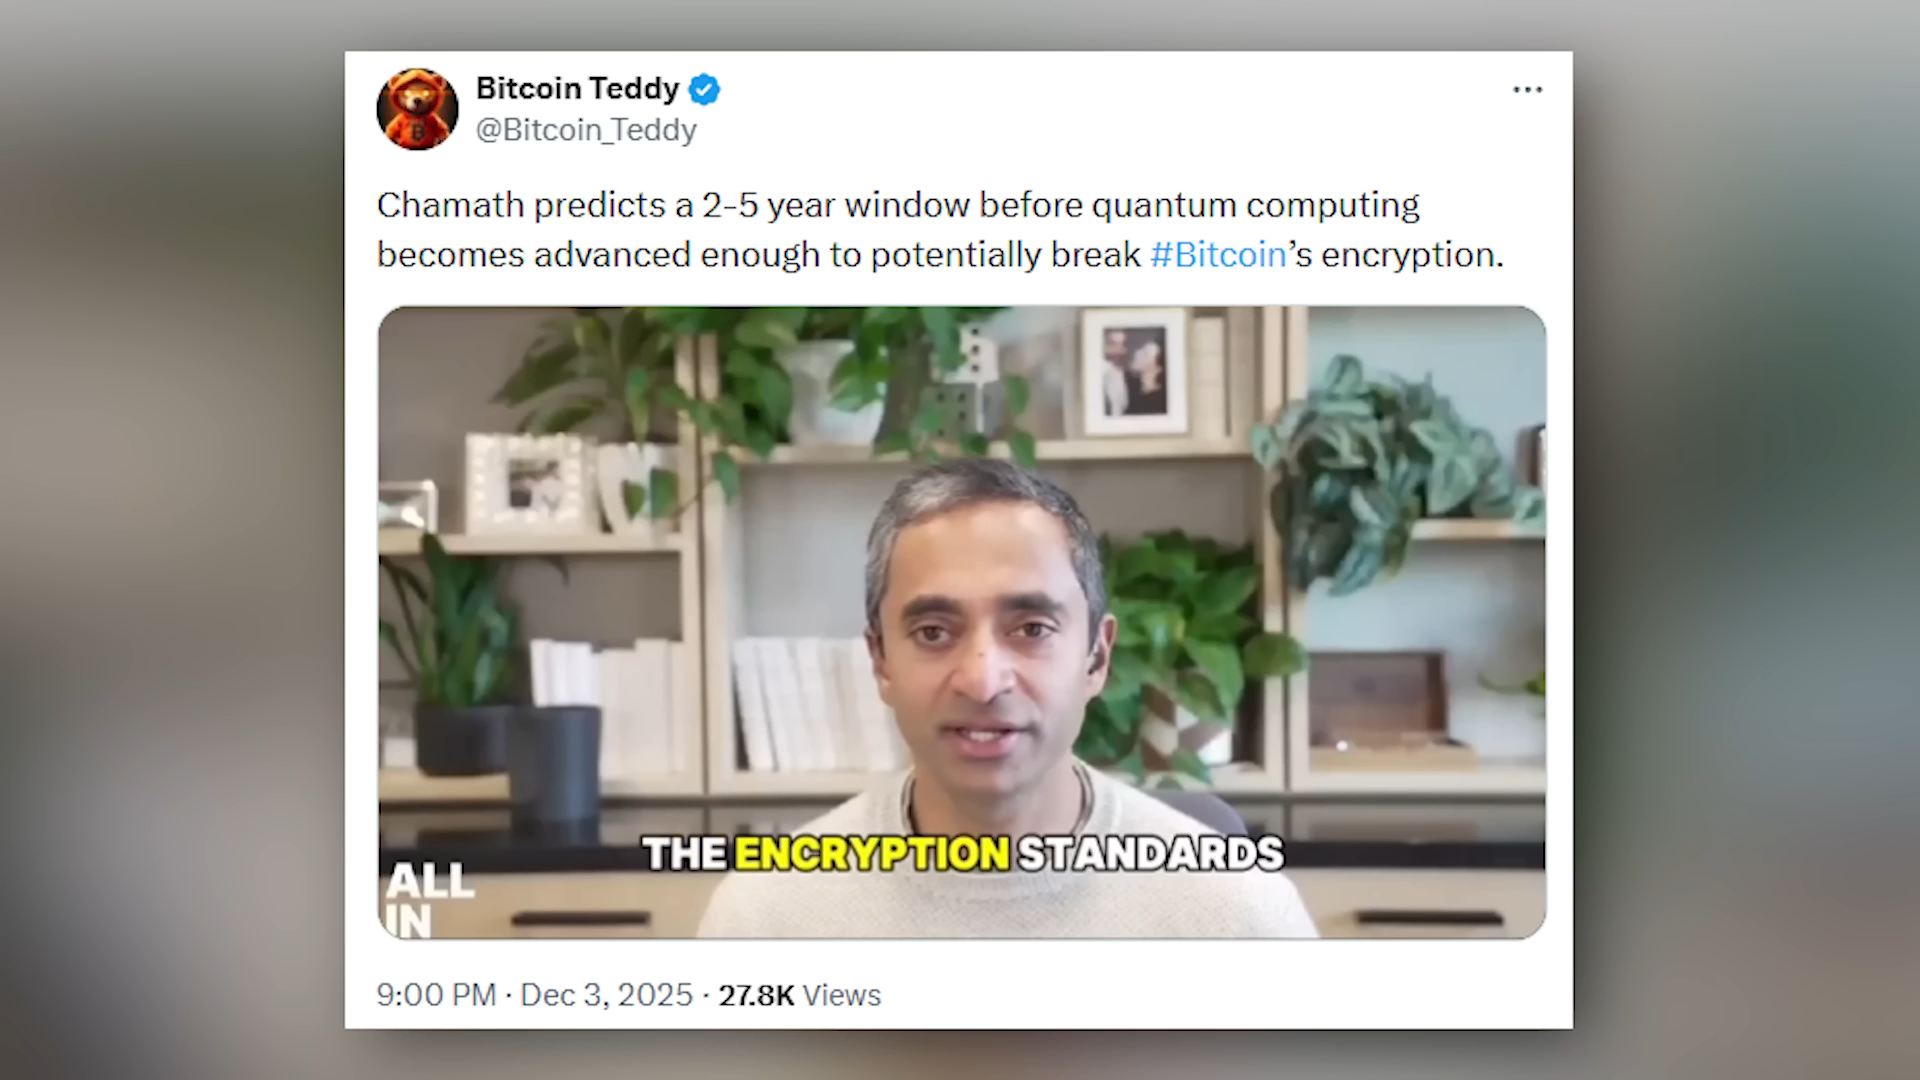 Bitcoin Teddy
@Bitcoin_Teddy
Chamath predicts a 2-5 year window before quantum computing
becomes advanced enough to potentially break #Bitcoin’s encryption.
THE ENCRYPTION STANDARDS
ALL
IN
9:00 PM · Dec 3, 2025 · 27.8K Views